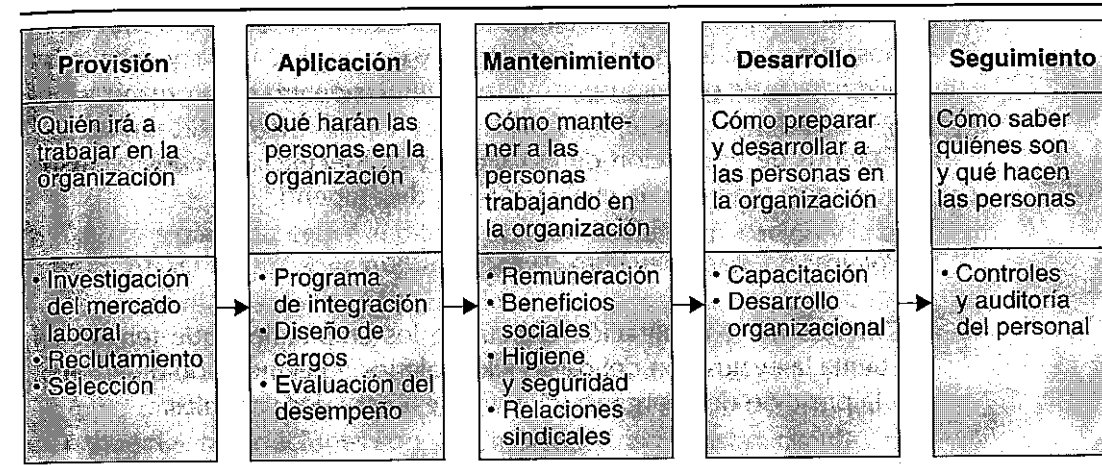 Provisión
Quién irá a
trabajar en la
organización
• Investigación
del mercado
laboral
• Reclutamiento
• Selección
Aplicación
Qué harán las
personas en la
organización
• Programa
de integración
• Diseño de
cargos
• Evaluación del
desempeño
Mantenimiento
Cómo mante-
ner a las
personas
trabajando en
la organización
• Remuneración
• Beneficios
sociales
• Higiene
y seguridad
• Relaciones
sindicales
Desarrollo
Cómo preparar
y desarrollar a
las personas en
la organización
• Capacitación
• Desarrollo
organizacional
Seguimiento
Cómo saber
quiénes son
y qué hacen
las personas
• Controles
y auditoría
del personal